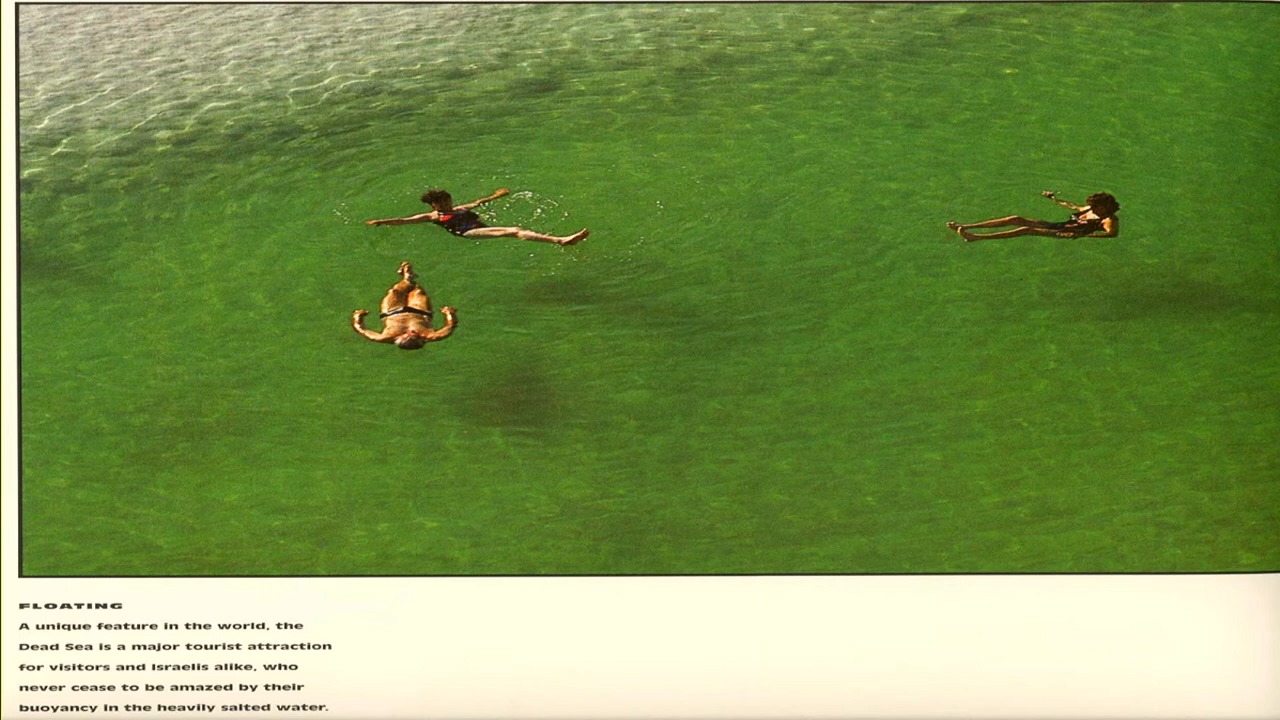 FLOATING
A unique feature in the world, the
Dead Sea is a major tourist attraction
for visitors and Israelis alike, who
never cease to be amazed by their
buoyancy in the heavily salted water.